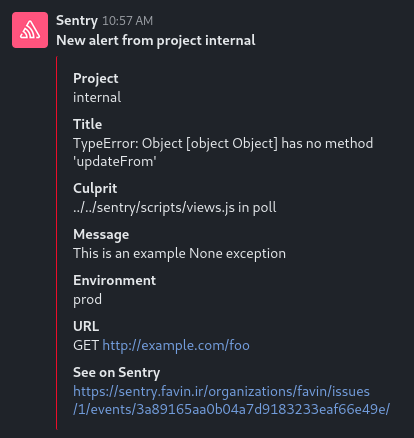 Sentry 10:57 AM
New alert from project internal
Project
internal
Title
TypeError: Object [object Object] has no method
'updateFrom'
Culprit
../../sentry/scripts/views.js in poll
Message
This is an example None exception
Environment
prod
URL
GET http://example.com/foo
See on Sentry
https://sentry.favin.ir/organizations/favin/issues
/1/events/3a89165aa0b04a7d9183233eaf66e49e/